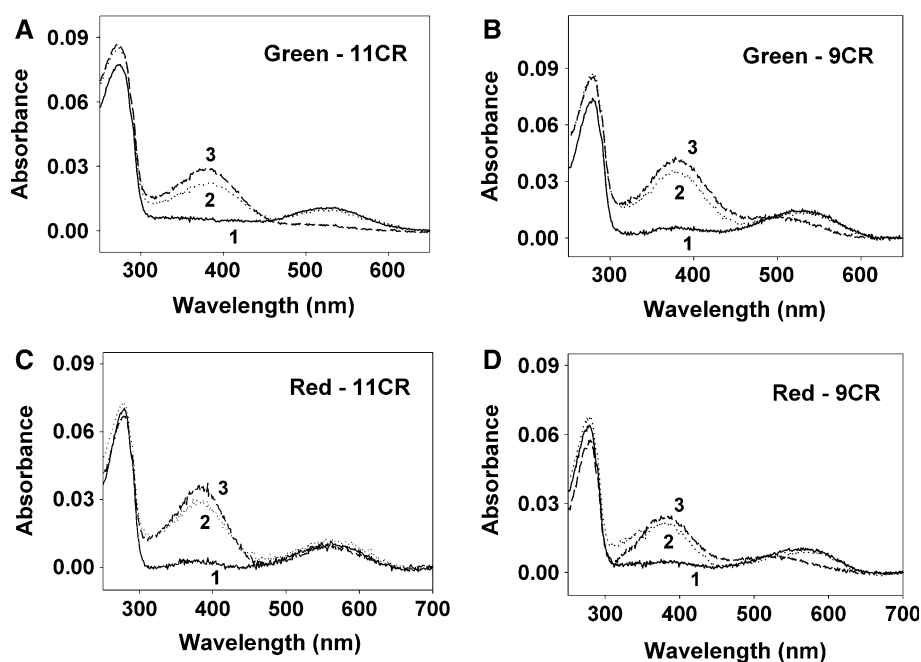 A
Green - 11CR
Absorbance
0.09
0.06
0.03
0.00
3
2
1
300 400 500 600
Wavelength (nm)
B
Green - 9CR
Absorbance
0.09
0.06
0.03
0.00
3
2
1
300 400 500 600
Wavelength (nm)
C
Red - 11CR
Absorbance
0.09
0.06
0.03
0.00
3
2
1
300 400 500 600 700
Wavelength (nm)
D
Red - 9CR
Absorbance
0.09
0.06
0.03
0.00
3
2
1
300 400 500 600 700
Wavelength (nm)